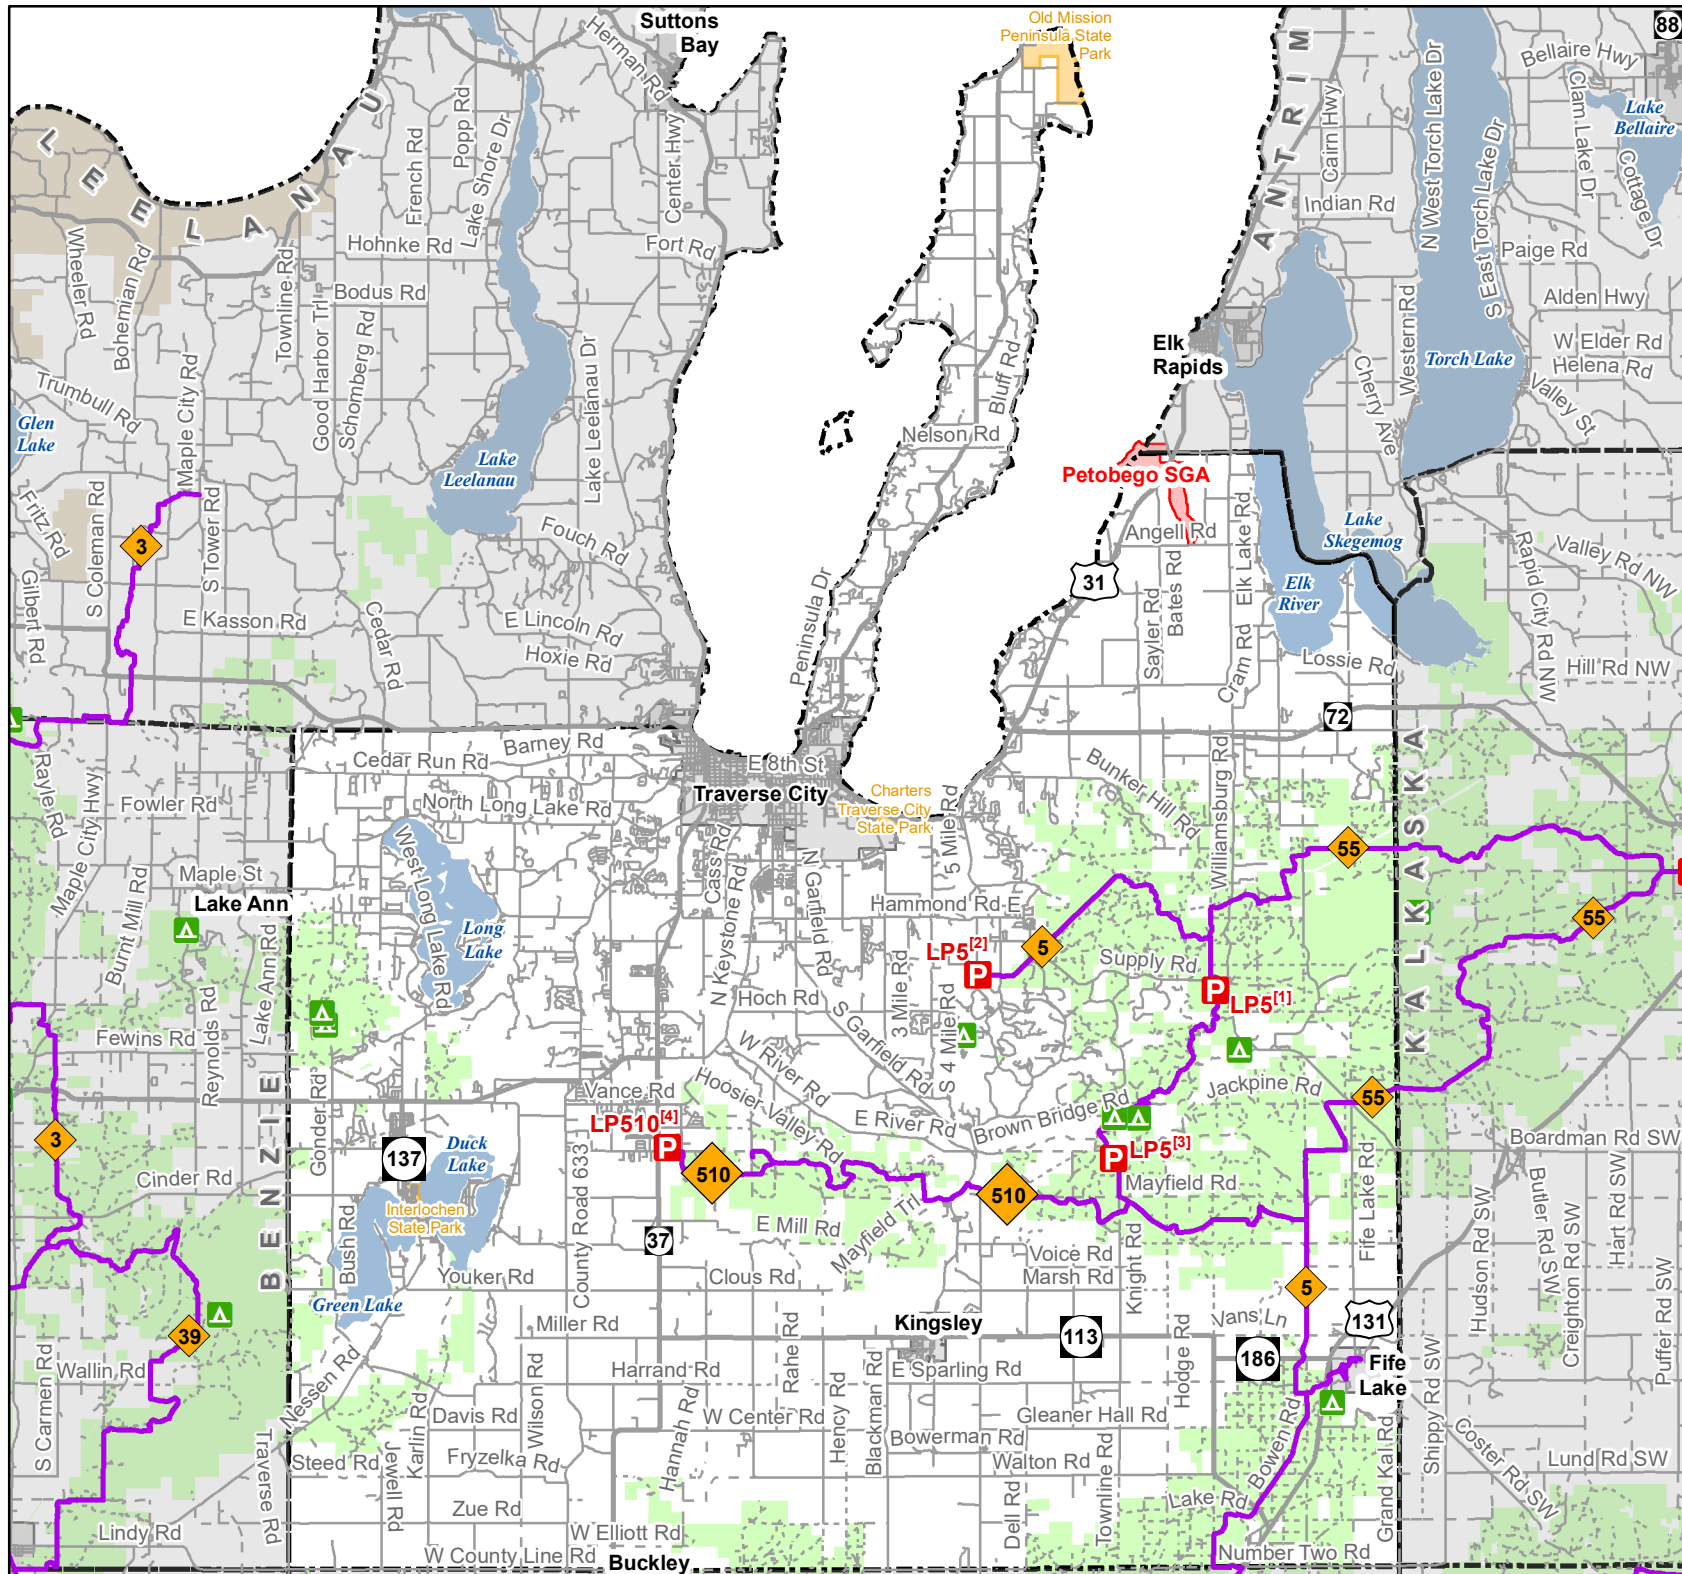 Suttons
Bay
Old Mission
Peninsula State
Park
88
Herman Rd
Bellaire Hwy
Clam Lake Dr
Lake
Bellaire
Cottage Dr
LEELANAU
ANTRIM
Cairn Hwy
N West Torch Lake Dr
S East Torch Lake Dr
French Rd
Popp Rd
Lake Shore Dr
Center Hwy
Indian Rd
Paige Rd
Wheeler Rd
Bohemian Rd
Townline Rd
Hohnke Rd
Fort Rd
Bodus Rd
Good Harbor Trl
Schomberg Rd
Alden Hwy
W Elder Rd
Helena Rd
Valley St
Elk
Rapids
Torch Lake
Western Rd
Cherry Ave
Trumbull Rd
Maple City Rd
Lake Leelanau Dr
Bluff Rd
Nelson Rd
Glen
Lake
Lake
Leelanau
Petobego SGA
Fritz Rd
S Coleman Rd
S Tower Rd
3
Fouch Rd
Angell Rd
Elk Lake Rd
Lake
Skegemog
Rapid City Rd NW
Valley Rd NW
31
Bates Rd
Sayler Rd
Elk
River
Gilbert Rd
E Kasson Rd
Cedar Rd
E Lincoln Rd
Hoxie Rd
Peninsula Dr
Cram Rd
Lossie Rd
Hill Rd NW
72
Barney Rd
Cedar Run Rd
E 8th St
Traverse City
Rayle Rd
Maple City Hwy
Fowler Rd
North Long Lake Rd
Charters
Traverse City
State Park
5 Mile Rd
Bunker Hill Rd
Williamsburg Rd
KALKASKA
55
West Long Lake Rd
Cass Rd
N Keystone Rd
N Garfield Rd
Maple St
Lake Ann
Burnt Mill Rd
Hammond Rd E
55
Long
Lake
LP5[2]
P
5
Supply Rd
3 Mile Rd
S 4 Mile Rd
P
LP5[1]
Hoch Rd
S Garfield Rd
Lake Ann Rd
Reynolds Rd
Fewins Rd
W River Rd
Vance Rd
Hoosier Valley Rd
E River Rd
Brown Bridge Rd
Jackpine Rd
55
BENZIE
Gonder Rd
3
LP510[4]
P
510
137
Duck
Lake
County Road 633
P
LP5[3]
Boardman Rd SW
Cinder Rd
Mayfield Rd
510
Interlochen
State Park
E Mill Rd
Mayfield Trl
Fife Lake Rd
Hudson Rd SW
Butler Rd SW
Creighton Rd SW
Hart Rd SW
Puffer Rd SW
37
Bush Rd
Voice Rd
Marsh Rd
Knight Rd
Youker Rd
Clous Rd
Green Lake
5
39
Miller Rd
Kingsley
113
Vans Ln
131
186
Fife
Lake
Wallin Rd
S Carmen Rd
Nessen Rd
Harrand Rd
Rahe Rd
E Sparling Rd
Hodge Rd
Wilson Rd
Davis Rd
Karlin Rd
Jewell Rd
W Center Rd
Henry Rd
Blackman Rd
Gleaner Hall Rd
Bowen Rd
Grand Kal Rd
Shippy Rd SW
Coster Rd SW
Steed Rd
Fryzelka Rd
Hannah Rd
Bowerman Rd
Walton Rd
Lund Rd SW
Traverse Rd
Zue Rd
Dell Rd
Townline Rd
Lake Rd
Lindy Rd
W Elliott Rd
W County Line Rd
Buckley
Number Two Rd